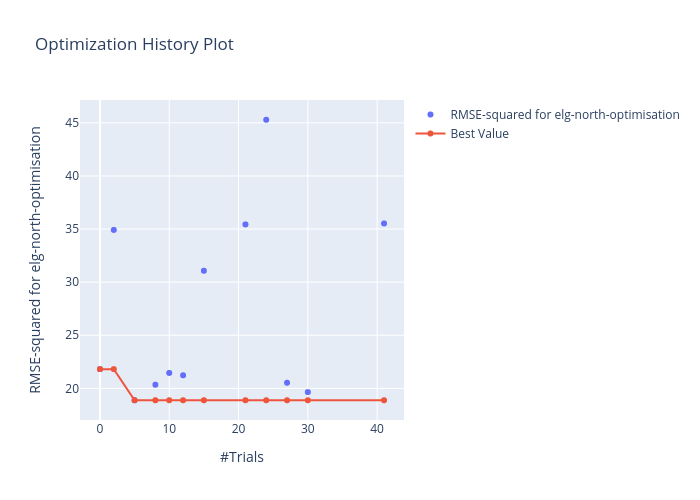 Optimization History Plot
RMSE-squared for elg-north-optimisation
45
40
35
30
25
20
0 10 20 30 40
#Trials
RMSE-squared for elg-north-optimisation
Best Value